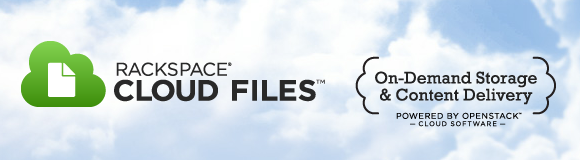 RACKSPACE®
CLOUD FILES™
On-Demand Storage
& Content Delivery
POWERED BY OPENSTACK™
— CLOUD SOFTWARE —